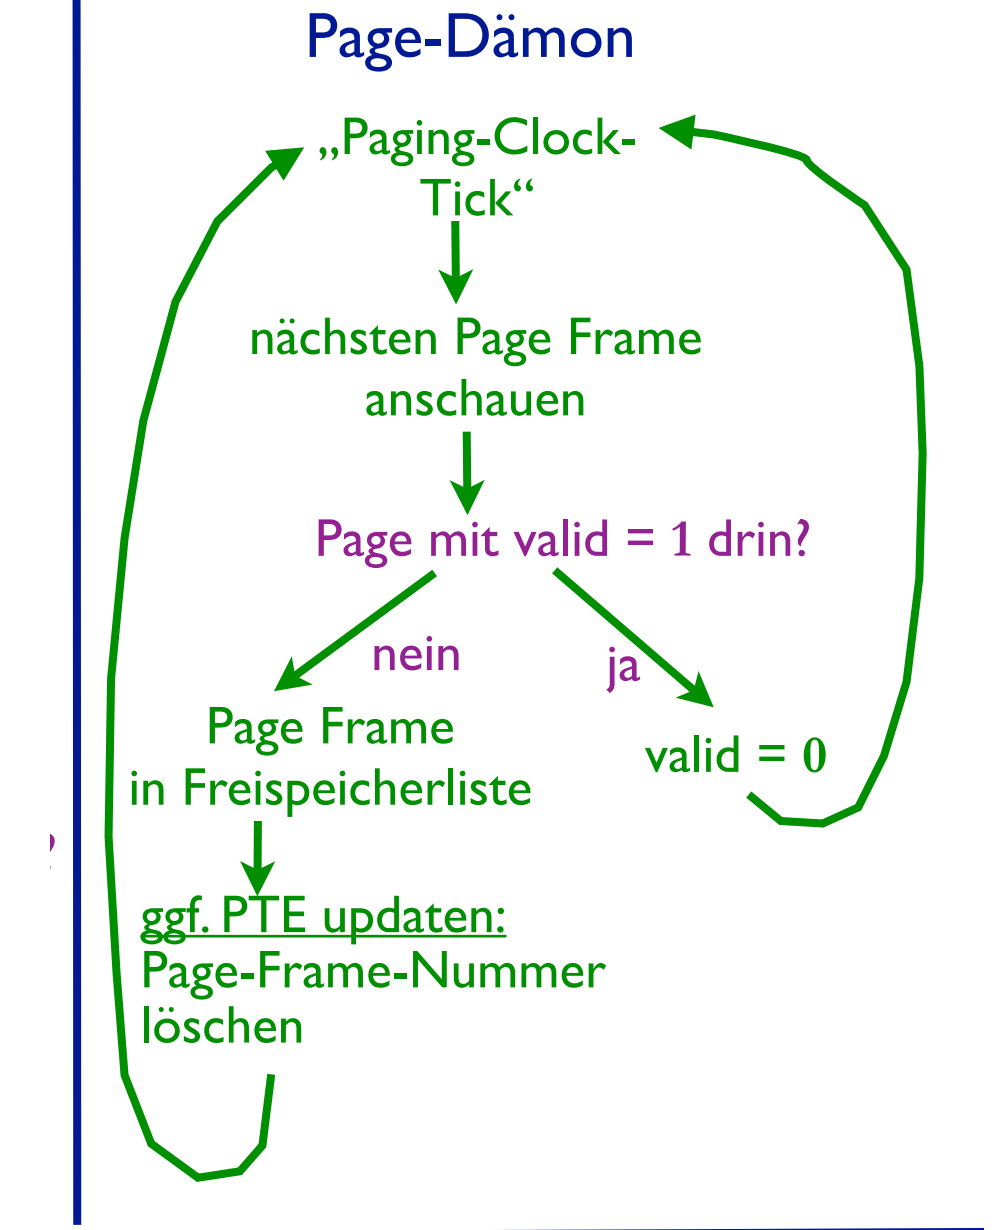 Page-Dämon
„Paging-Clock-
Tick“
nächsten Page Frame
anschauen
Page mit valid = 1 drin?
nein
ja
Page Frame
in Freispeicherliste
valid = 0
ggf. PTE updaten:
Page-Frame-Nummer
löschen